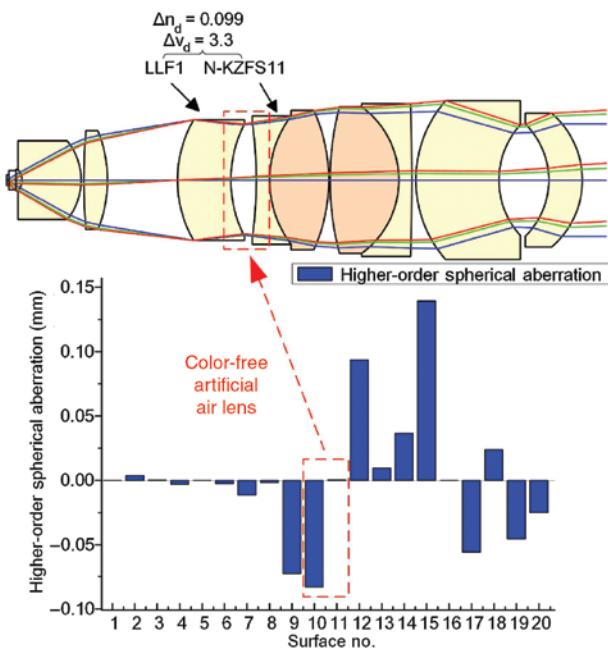 Δn_d = 0.099
Δv_d = 3.3
LLF1 N-KZFS11
Higher-order spherical aberration
Higher-order spherical aberration (mm)
0.15
0.10
0.05
0.00
−0.05
−0.10
Color-free
artificial
air lens
1 2 3 4 5 6 7 8 9 10 11 12 13 14 15 16 17 18 19 20
Surface no.